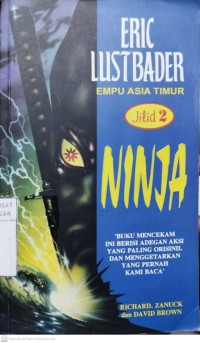 ERIC
LUSTBADER
EMPU ASIA TIMUR
Jilid 2
NINJA
'BUKU MENCEKAM
INI BERISI ADEGAN AKSI
YANG PALING ORISINIL
DAN MENGGETARKAN
YANG PERNAH
KAMI BACA'
RICHARD. ZANUCK
dan DAVID BROWN